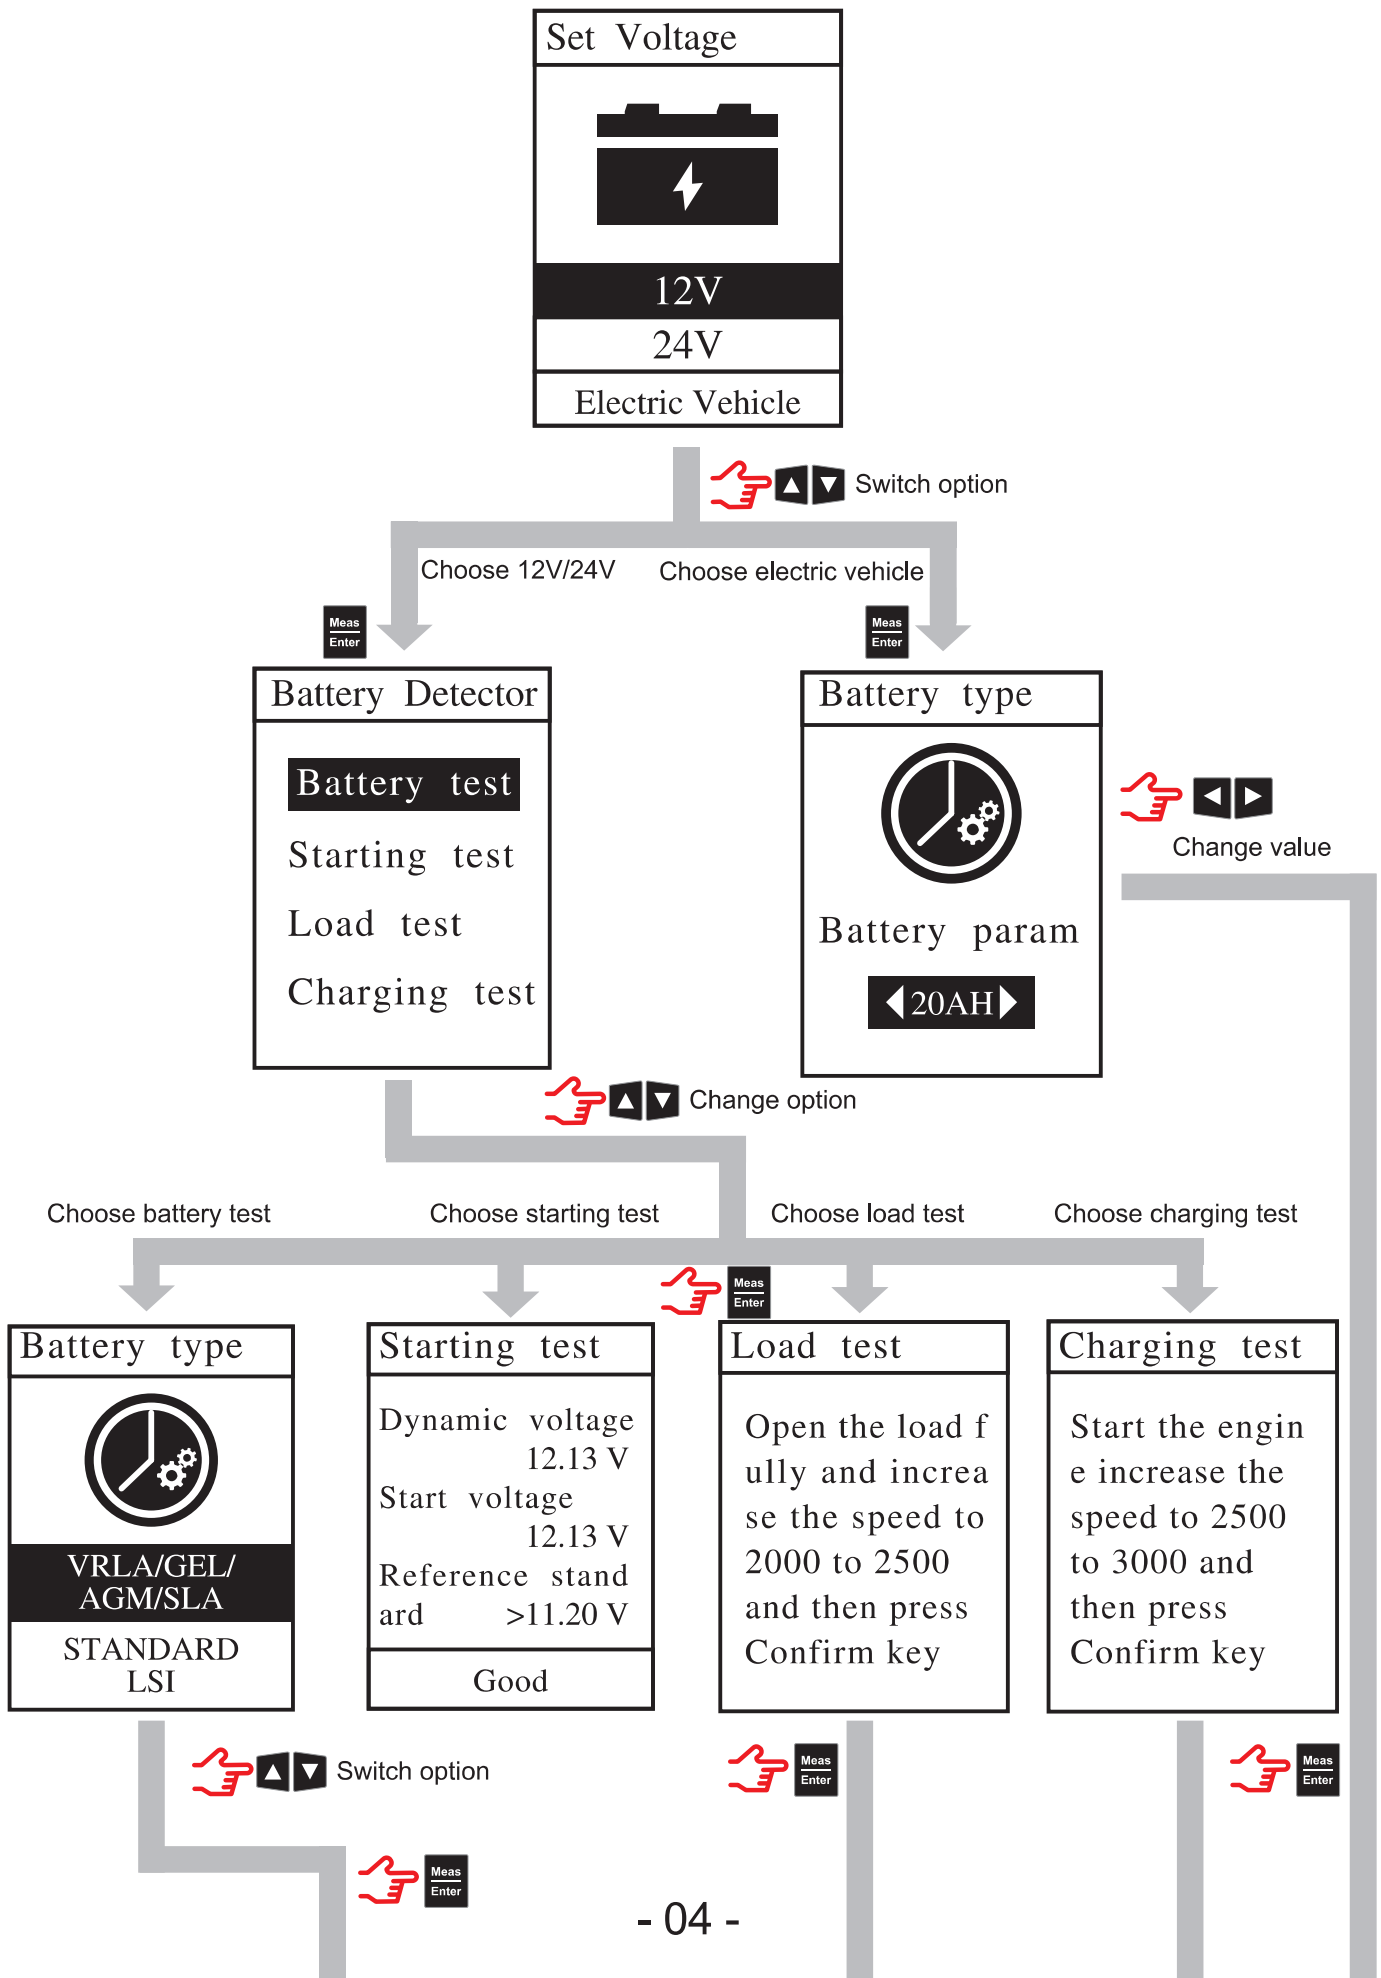 Set Voltage
12V
24V
Electric Vehicle
Switch option
Choose 12V/24V
Choose electric vehicle
Meas
Enter
Meas
Enter
Battery Detector
Battery test
Starting test
Load test
Charging test
Battery type
Battery param
20AH
Change value
Change option
Choose battery test
Choose starting test
Choose load test
Choose charging test
Meas
Enter
Battery type
VRLA/GEL/
AGM/SLA
STANDARD
LSI
Starting test
Dynamic voltage
12.13 V
Start voltage
12.13 V
Reference stand
ard >11.20 V
Good
Load test
Open the load f
ully and increa
se the speed to
2000 to 2500
and then press
Confirm key
Charging test
Start the engin
e increase the
speed to 2500
to 3000 and
then press
Confirm key
Switch option
Meas
Enter
Meas
Enter
Meas
Enter
- 04 -